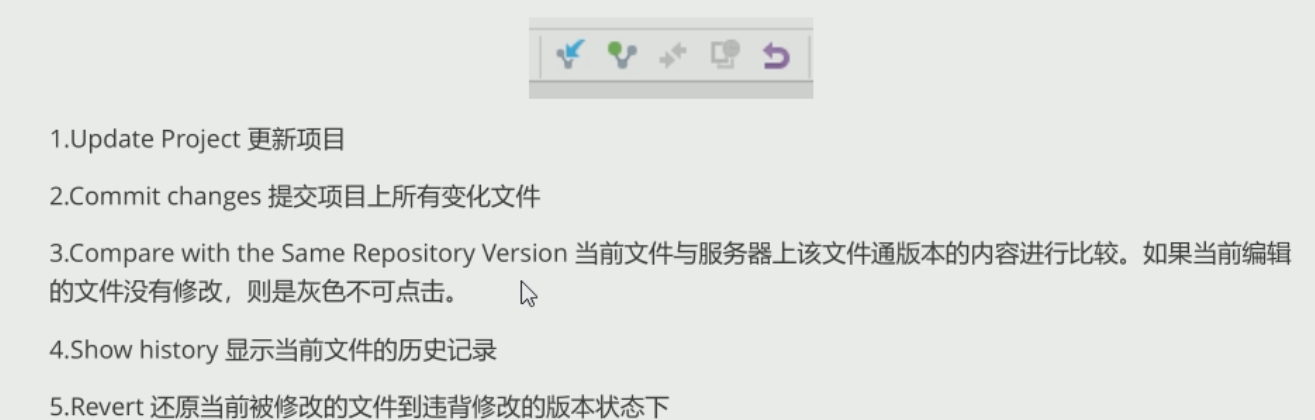 1.Update Project 更新项目
2.Commit changes 提交项目上所有变化文件
3.Compare with the Same Repository Version 当前文件与服务器上该文件通版本的内容进行比较。如果当前编辑
的文件没有修改，则是灰色不可点击。
4.Show history 显示当前文件的历史记录
5.Revert 还原当前被修改的文件到违背修改的版本状态下